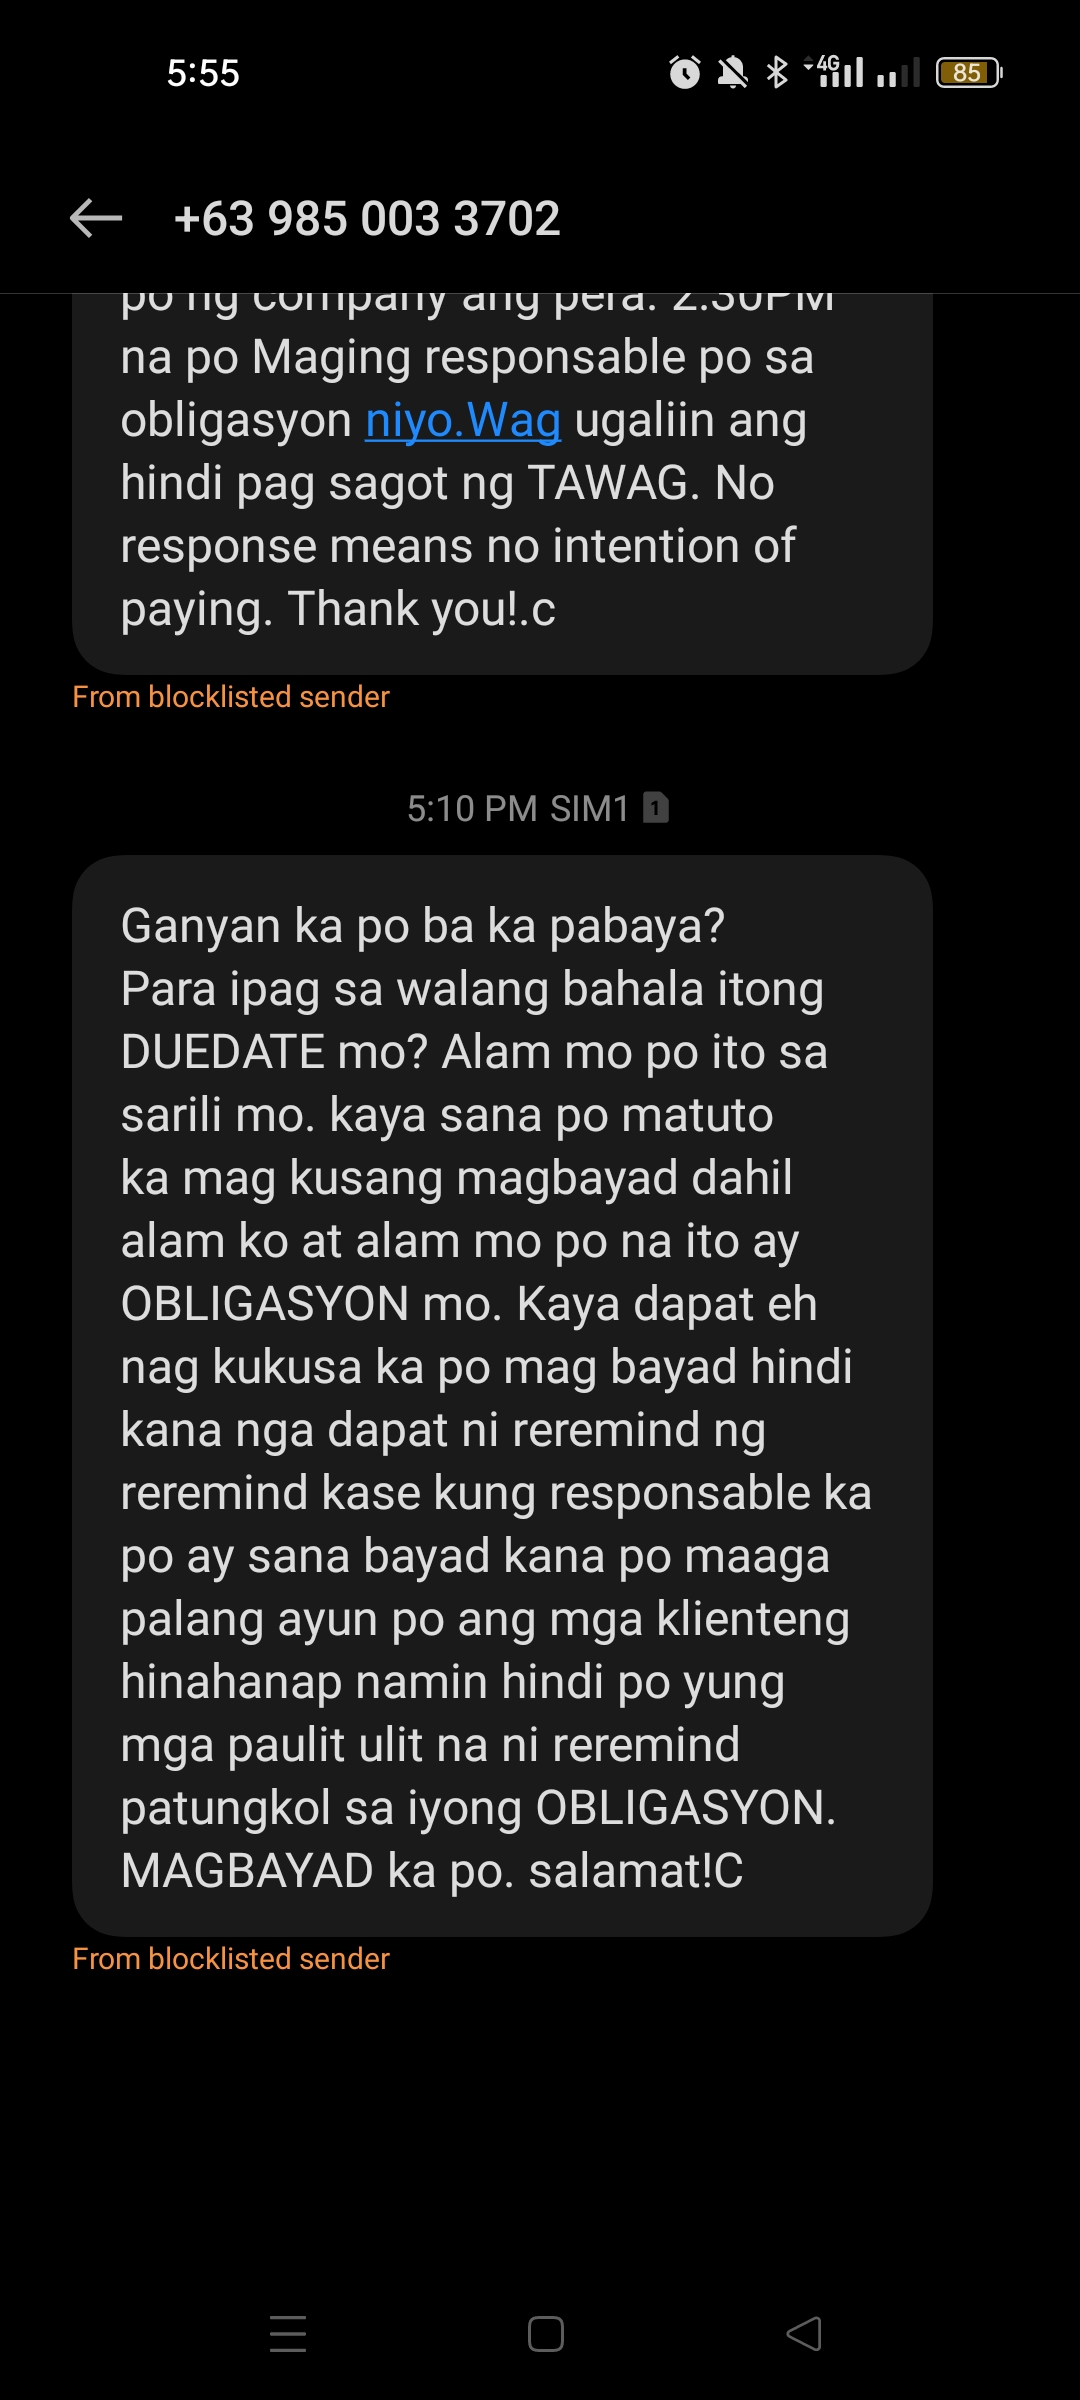 5:55
4G
85
+63 985 003 3702
po ng company ang pera. 2.30PM
na po Maging responsable po sa
obligasyon niyo.Wag ugaliin ang
hindi pag sagot ng TAWAG. No
response means no intention of
paying. Thank you!.c
From blocklisted sender
5:10 PM SIM1 1
Ganyan ka po ba ka pabaya?
Para ipag sa walang bahala itong
DUEDATE mo? Alam mo po ito sa
sarili mo. kaya sana po matuto
ka mag kusang magbayad dahil
alam ko at alam mo po na ito ay
OBLIGASYON mo. Kaya dapat eh
nag kukusa ka po mag bayad hindi
kana nga dapat ni reremind ng
reremind kase kung responsable ka
po ay sana bayad kana po maaga
palang ayun po ang mga klienteng
hinahanap namin hindi po yung
mga paulit ulit na ni reremind
patungkol sa iyong OBLIGASYON.
MAGBAYAD ka po. salamat!C
From blocklisted sender